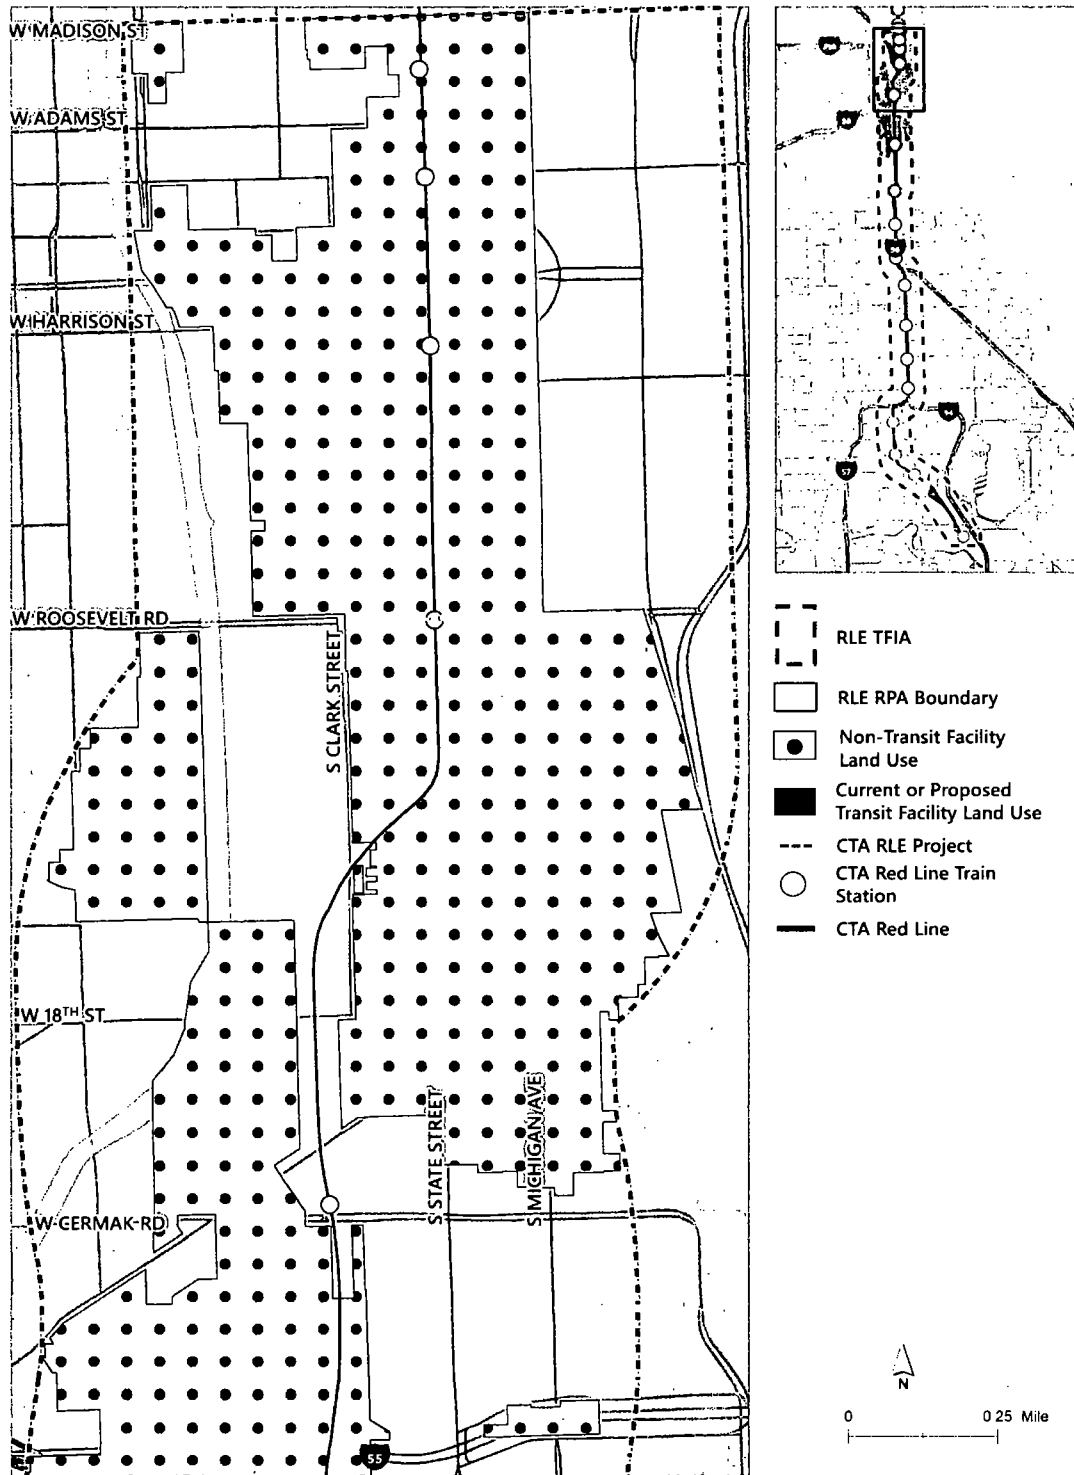 W MADISON ST
W ADAMS ST
W HARRISON ST
W ROOSEVELT RD
S CLARK STREET
W 18TH ST
S STATE STREET
S MICHIGAN AVE
W CERMAK RD
55
57
RLE TFIA
RLE RPA Boundary
Non-Transit Facility
Land Use
Current or Proposed
Transit Facility Land Use
CTA RLE Project
CTA Red Line Train
Station
CTA Red Line
N
0
0 25 Mile